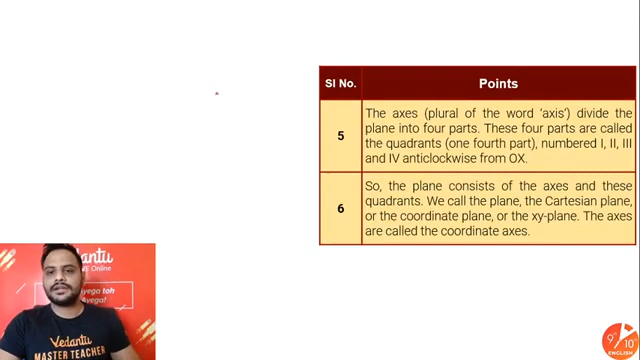 Sl No.
Points
5
The axes (plural of the word 'axis') divide the
plane into four parts. These four parts are called
the quadrants (one fourth part), numbered I, II, III
and IV anticlockwise from OX.
6
So, the plane consists of the axes and these
quadrants. We call the plane, the Cartesian plane,
or the coordinate plane, or the xy-plane. The axes
are called the coordinate axes.
antu
VE Online
yega toh
yega!
Vedantu
MASTER TEACHER
9 10
ENGLISH